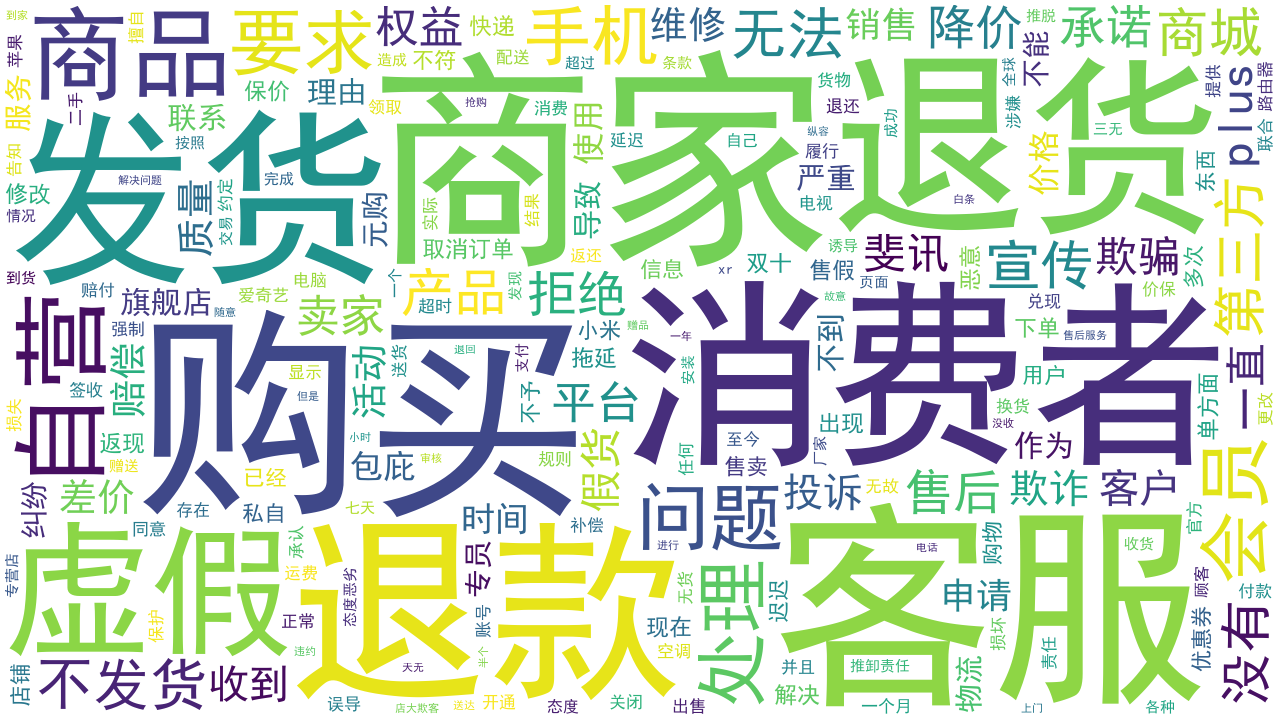 到家
苹果
商品
擅自
要求
权益
快递
手机
维修
无法
销售
降价
推脱
承诺
商城
二手
造成
不符
配送
超过
条款
货物
不能
全球
提供
plus
路由器
联合
服务
保价
理由
领取
联系
抢购
消费
使用
退还
成功
涉嫌
告知
发货
按照
商家
延迟
自己
纵容
退货
三无
价格
东西
履行
严重
修改
解决问题
完成
质量
约定
交易
元购
实际
结果
导致
电视
白条
第三方
情况
取消订单
返还
信息
双十
诱导
斐讯
恶意
宣传
欺骗
多次
到货
赔付
旗舰店
爱奇艺
电脑
一个
产品
发现
拒绝
xr
售假
页面
价保
随意
超时
故意
兑现
自营
强制
卖家
小米
赠品
一年
不到
下单
售后服务
一直
购买
返回
支付
拖延
消费者
签收
赔偿
显示
活动
送货
不予
平台
安装
用户
单方面
更改
损失
返现
但是
小时
换货
没收
出现
赠送
包庇
审核
规则
假货
任何
至今
售卖
厂家
作为
纠纷
差价
已经
七天
问题
投诉
无故
售后
欺诈
客户
会员
同意
存在
私自
时间
补偿
进行
官方
虚假
承认
退款
客服
电话
购物
收货
专营店
运费
态度恶劣
专员
无货
处理
迟迟
申请
顾客
付款
保护
正常
账号
现在
损坏
责任
优惠券
没有
违约
半个
空调
店铺
不发货
收到
天无
并且
推卸责任
物流
误导
店大欺客
送达
开通
态度
关闭
出售
解决
一个月
上门
各种